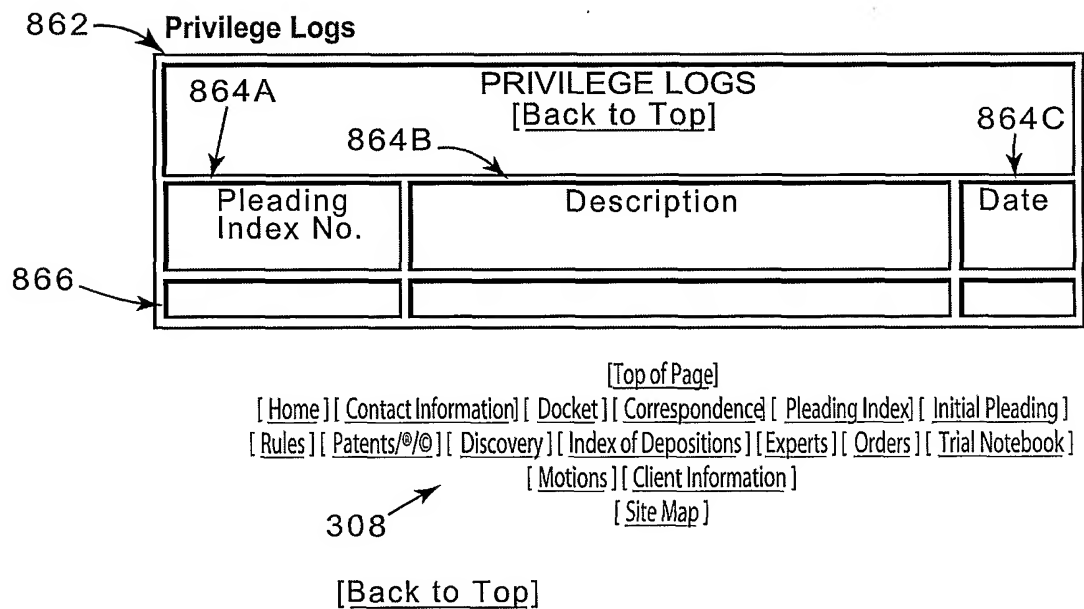 862 Privilege Logs
864A PRIVILEGE LOGS
[Back to Top] 864C
864B
Pleading Index No. Description Date
866
[Top of Page]
[ Home ] [ Contact Information] [ Docket ] [ Correspondence] [ Pleading Index] [ Initial Pleading ]
[ Rules ] [ Patents/®/© ] [ Discovery ] [ Index of Depositions ] [ Experts ] [ Orders ] [ Trial Notebook ]
[ Motions ] [ Client Information ]
[ Site Map ]
308
[Back to Top]